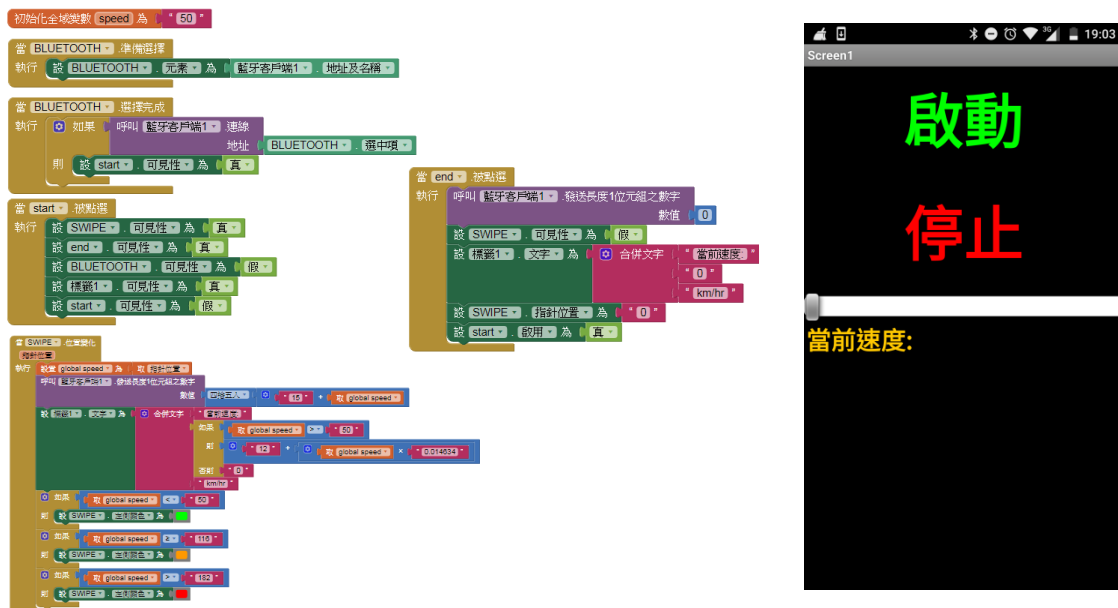 初始化全域變數 speed 為 " 50 "
當 BLUETOOTH .準備選擇
執行 設 BLUETOOTH . 元素 為 藍牙客戶端1 . 地址及名稱
當 BLUETOOTH .選擇完成
執行 如果 呼叫 藍牙客戶端1 .連線
地址 BLUETOOTH . 選中項
則 設 start . 可見性 為 真
當 start .被點選
執行 設 SWIPE . 可見性 為 真
設 end . 可見性 為 真
設 BLUETOOTH . 可見性 為 假
設 標籤1 . 可見性 為 真
設 start . 可見性 為 假
當 SWIPE .位置變化
指針位置
執行 設置 global speed 為 取 指針位置
呼叫 藍牙客戶端1 .發送長度1位元組之數字
數值 四捨五入 " 15 " + 取 global speed
設 標籤1 . 文字 為 合併文字 " 當前速度: "
如果 取 global speed > " 50 "
則 " 12 " + 取 global speed × " 0.014634 "
否則 " 0 "
" km/hr "
如果 取 global speed < " 50 "
則 設 SWIPE . 左側顏色 為
如果 取 global speed ≥ " 116 "
則 設 SWIPE . 左側顏色 為
如果 取 global speed > " 182 "
則 設 SWIPE . 左側顏色 為
當 end .被點選
執行 呼叫 藍牙客戶端1 .發送長度1位元組之數字
數值 0
設 SWIPE . 可見性 為 假
設 標籤1 . 文字 為 合併文字 " 當前速度: "
" 0 "
" km/hr "
設 SWIPE . 指針位置 為 " 0 "
設 start . 啟用 為 真
3G 19:03
Screen1
啟動
停止
當前速度: